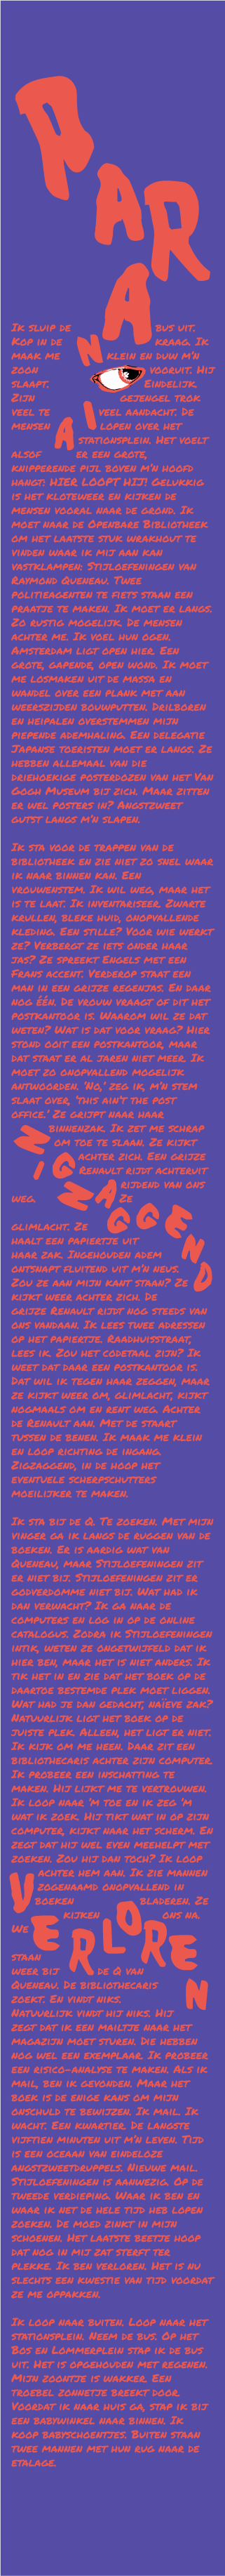 PARANAI
Ik sluip de bus uit.
Kop in de kraag. Ik
maak me klein en duw m'n
zoon vooruit. Hij
slaapt. Eindelijk.
Zijn gejengel trok
veel te veel aandacht. De
mensen lopen over het
stationsplein. Het voelt
alsof er een grote,
knipperende pijl boven m'n hoofd
hangt: HIER LOOPT HIJ! Gelukkig
is het kloteweer en kijken de
mensen vooral naar de grond. Ik
moet naar de Openbare Bibliotheek
om het laatste stuk wrakhout te
vinden waar ik mij aan kan
vastklampen: Stijloefeningen van
Raymond Queneau. Twee
politieagenten te fiets staan een
praatje te maken. Ik moet er langs.
Zo rustig mogelijk. De mensen
achter me. Ik voel hun ogen.
Amsterdam ligt open hier. Een
grote, gapende, open wond. Ik moet
me losmaken uit de massa en
wandel over een plank met aan
weerszijden bouwputten. Drilboren
en heipalen overstemmen mijn
piepende ademhaling. Een delegatie
Japanse toeristen moet er langs. Ze
hebben allemaal van die
driehoekige posterdozen van het Van
Gogh Museum bij zich. Maar zitten
er wel posters in? Angstzweet
gutst langs m'n slapen.
Ik sta voor de trappen van de
bibliotheek en zie niet zo snel waar
ik naar binnen kan. Een
vrouwenstem. Ik wil weg, maar het
is te laat. Ik inventariseer. Zwarte
krullen, bleke huid, onopvallende
kleding. Een stille? Voor wie werkt
ze? Verbergt ze iets onder haar
jas? Ze spreekt Engels met een
Frans accent. Verderop staat een
man in een grijze regenjas. En daar
nog één. De vrouw vraagt of dit het
postkantoor is. Waarom wil ze dat
weten? Wat is dat voor vraag? Hier
stond ooit een postkantoor, maar
dat staat er al jaren niet meer. Ik
moet zo onopvallend mogelijk
antwoorden. 'No,' zeg ik, m'n stem
slaat over, 'this ain't the post
office.' Ze grijpt naar haar
binnenzak. Ik zet me schrap
om toe te slaan. Ze kijkt
achter zich. Een grijze
Renault rijdt achteruit
rijdend van ons
weg. Ze
ZIGZAGGEND
glimlacht. Ze
haalt een papiertje uit
haar zak. Ingehouden adem
ontsnapt fluitend uit m'n neus.
Zou ze aan mijn kant staan? Ze
kijkt weer achter zich. De
grijze Renault rijdt nog steeds van
ons vandaan. Ik lees twee adressen
op het papiertje. Raadhuisstraat,
lees ik. Zou het codetaal zijn? Ik
weet dat daar een postkantoor is.
Dat wil ik tegen haar zeggen, maar
ze kijkt weer om, glimlacht, kijkt
nogmaals om en rent weg. Achter
de Renault aan. Met de staart
tussen de benen. Ik maak me klein
en loop richting de ingang.
Zigzaggend, in de hoop het
eventuele scherpschutters
moeilijker te maken.
Ik sta bij de Q. Te zoeken. Met mijn
vinger ga ik langs de ruggen van de
boeken. Er is aardig wat van
Queneau, maar Stijloefeningen zit
er niet bij. Stijloefeningen zit er
godverdomme niet bij. Wat had ik
dan verwacht? Ik ga naar de
computers en log in op de online
catalogus. Zodra ik Stijloefeningen
intik, weten ze ongetwijfeld dat ik
hier ben, maar het is niet anders. Ik
tik het in en zie dat het boek op de
daartoe bestemde plek moet liggen.
Wat had je dan gedacht, naïeve zak?
Natuurlijk ligt het boek op de
juiste plek. Alleen, het ligt er niet.
Ik kijk om me heen. Daar zit een
bibliothecaris achter zijn computer.
Ik probeer een inschatting te
maken. Hij lijkt me te vertrouwen.
Ik loop naar 'm toe en ik zeg 'm
wat ik zoek. Hij tikt wat in op zijn
computer, kijkt naar het scherm. En
zegt dat hij wel even meehelpt met
zoeken. Zou hij dan toch? Ik loop
achter hem aan. Ik zie mannen
zogenaamd onopvallend in
boeken bladeren. Ze
kijken ons na.
We
VERLOREN
staan
weer bij de Q van
Queneau. De bibliothecaris
zoekt. En vindt niks.
Natuurlijk vindt hij niks. Hij
zegt dat ik een mailtje naar het
magazijn moet sturen. Die hebben
nog wel een exemplaar. Ik probeer
een risico-analyse te maken. Als ik
mail, ben ik gevonden. Maar het
boek is de enige kans om mijn
onschuld te bewijzen. Ik mail. Ik
wacht. Een kwartier. De langste
vijftien minuten uit m'n leven. Tijd
is een oceaan van eindeloze
angstzweetdruppels. Nieuwe mail.
Stijloefeningen is aanwezig. Op de
tweede verdieping. Waar ik ben en
waar ik net de hele tijd heb lopen
zoeken. De moed zinkt in mijn
schoenen. Het laatste beetje hoop
dat nog in mij zat sterft ter
plekke. Ik ben verloren. Het is nu
slechts een kwestie van tijd voordat
ze me oppakken.
Ik loop naar buiten. Loop naar het
stationsplein. Neem de bus. Op het
Bos en Lommerplein stap ik de bus
uit. Het is opgehouden met regenen.
Mijn zoontje is wakker. Een
troebel zonnetje breekt door.
Voordat ik naar huis ga, stap ik bij
een babywinkel naar binnen. Ik
koop babyschoentjes. Buiten staan
twee mannen met hun rug naar de
etalage.